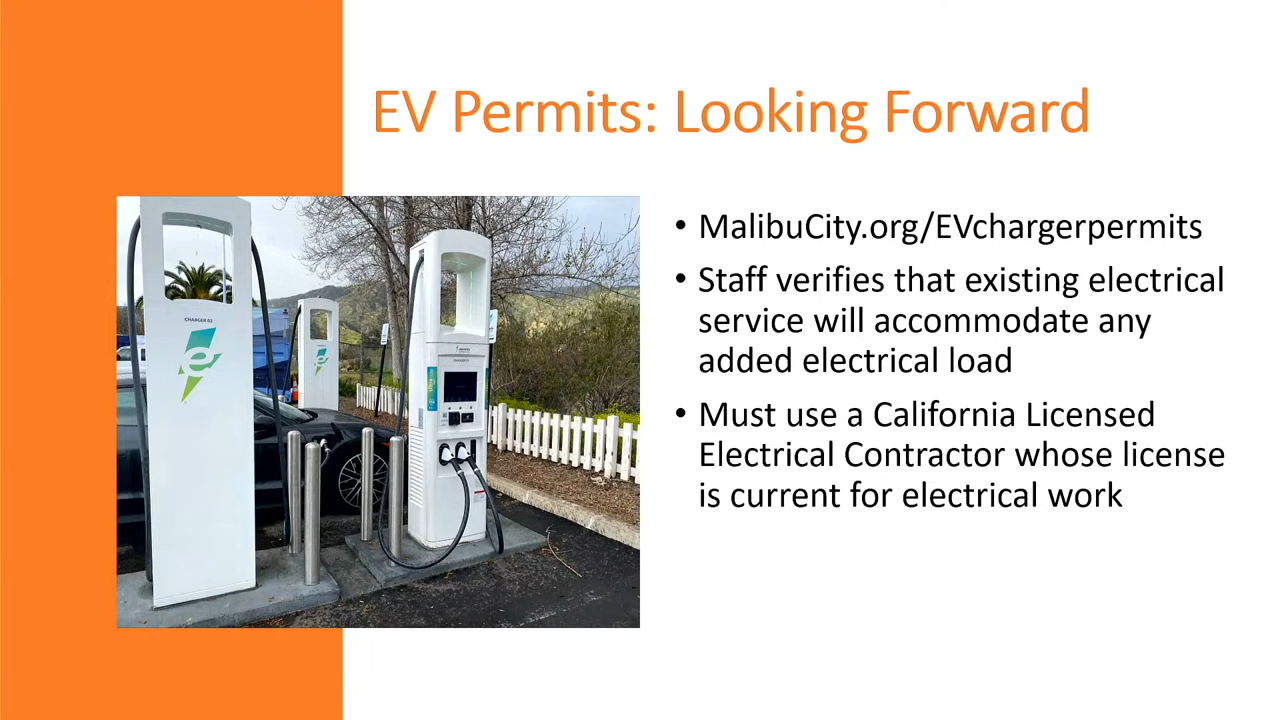 EV Permits: Looking Forward
• MalibuCity.org/EVchargerpermits
• Staff verifies that existing electrical
service will accommodate any
added electrical load
• Must use a California Licensed
Electrical Contractor whose license
is current for electrical work
CHARGER 02
e